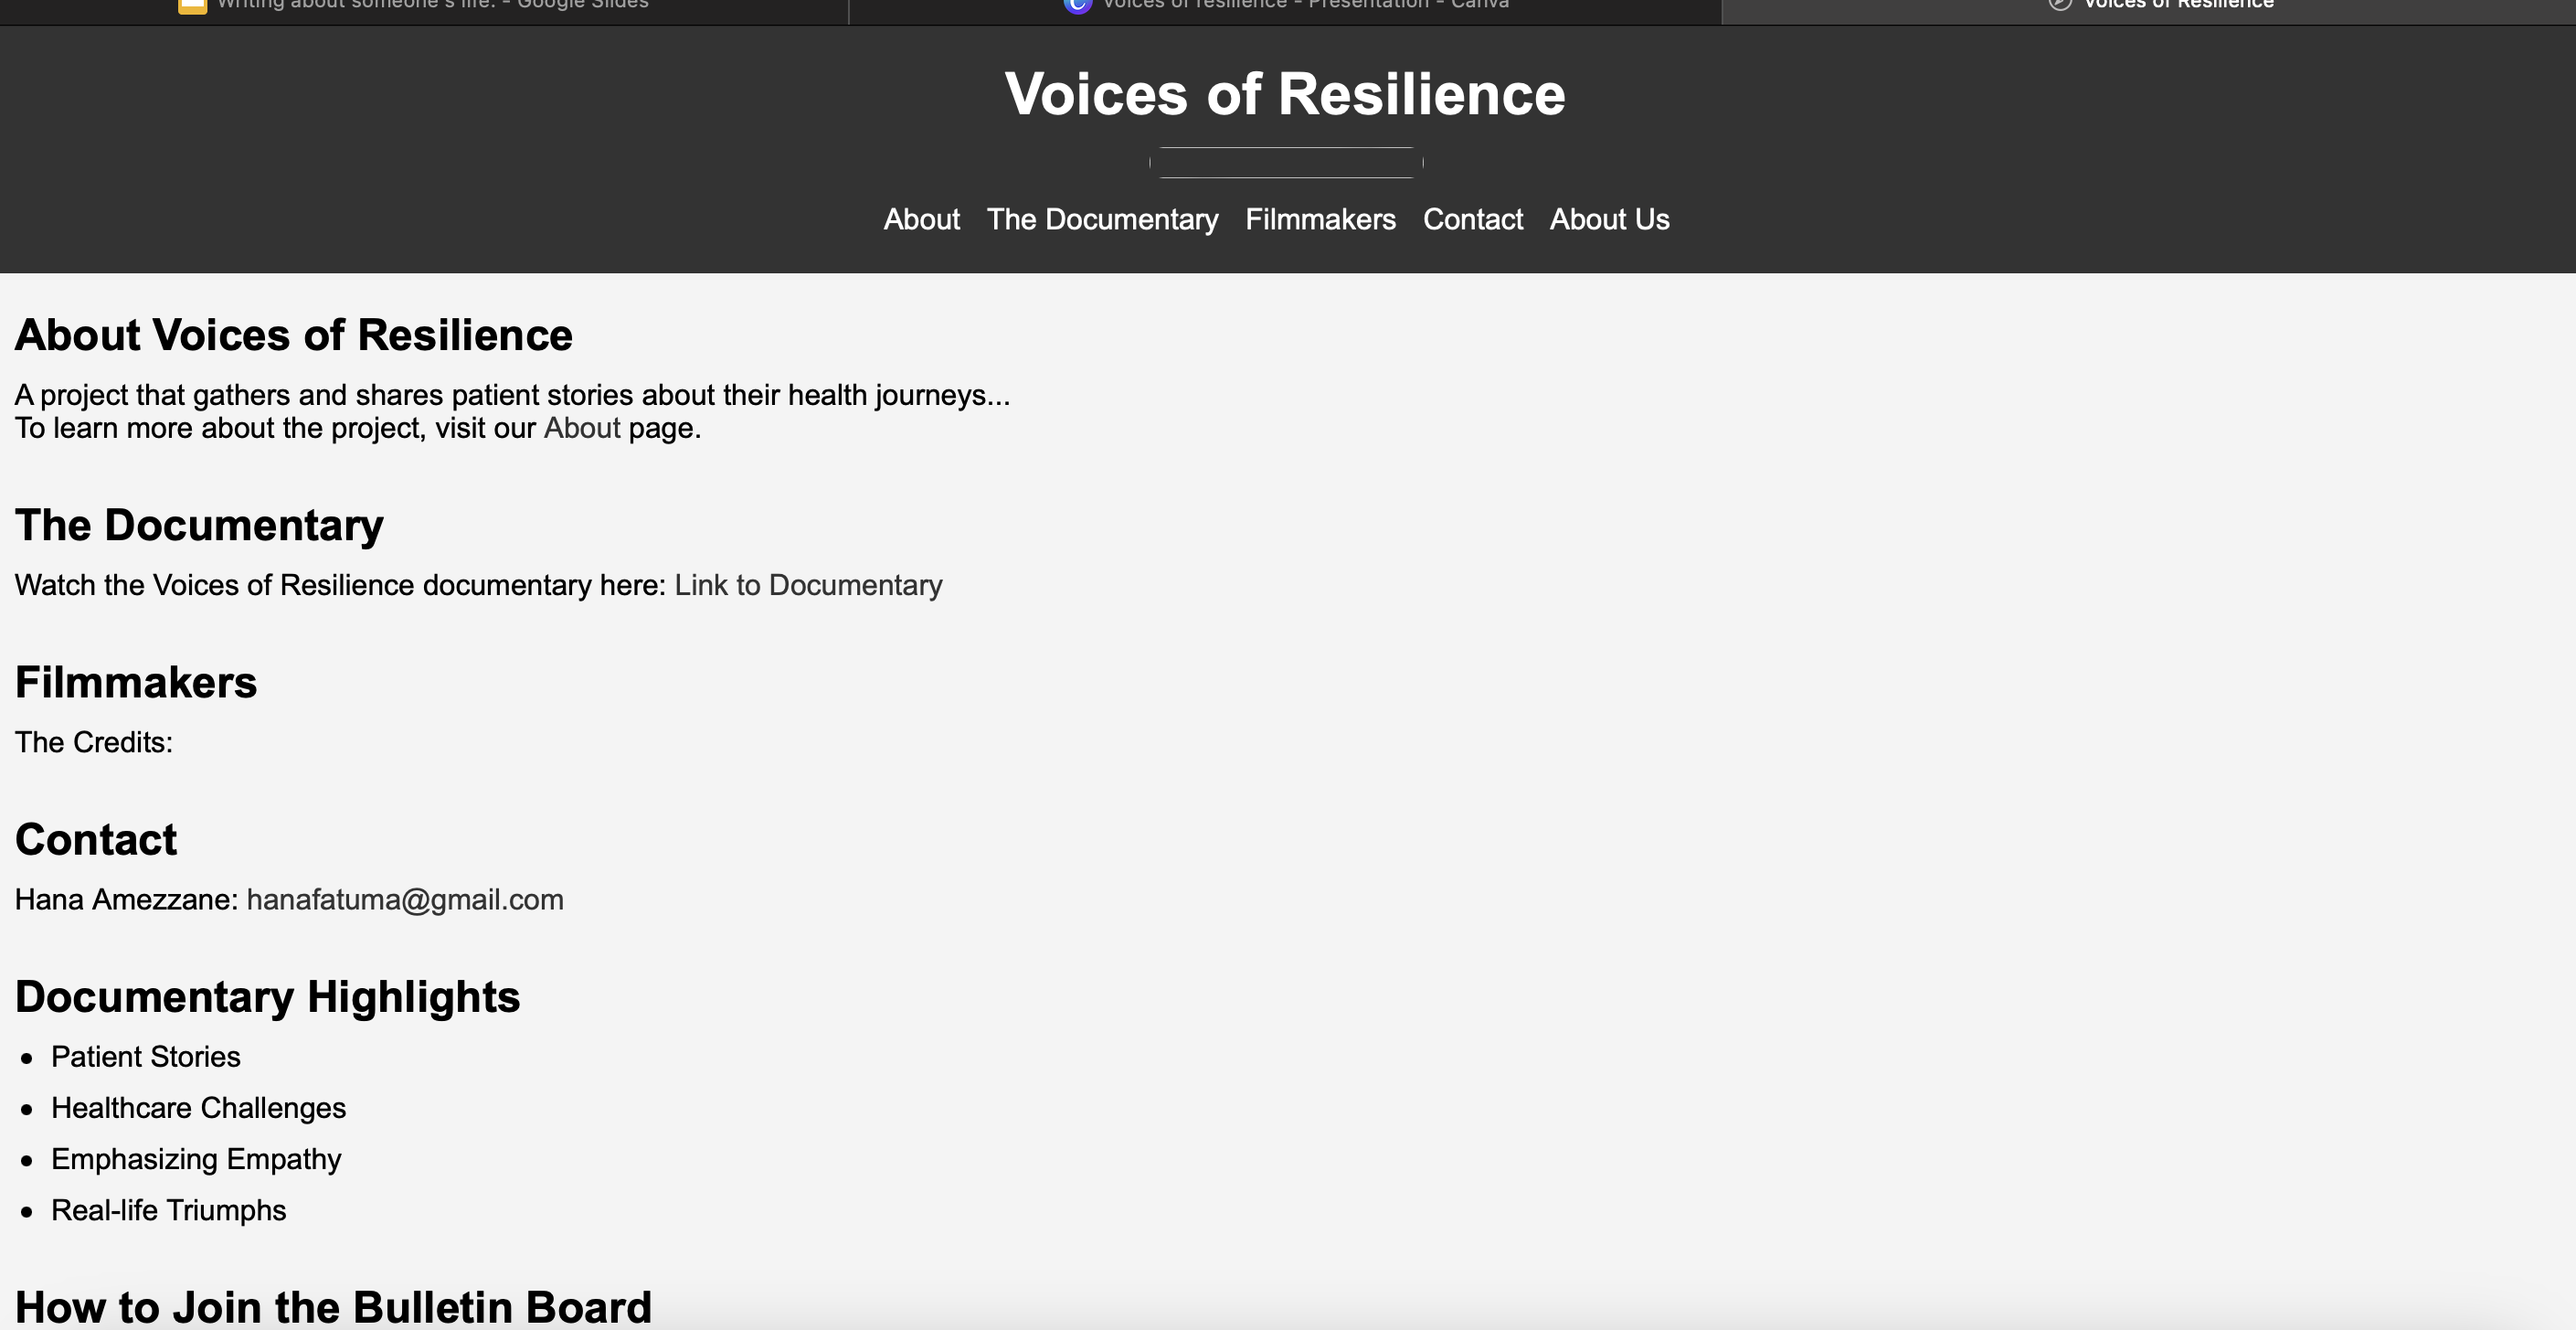 Writing about someone's life. - Google Slides
Voices of resilience - Presentation - Canva
Voices of Resilience
Voices of Resilience
About The Documentary Filmmakers Contact About Us
About Voices of Resilience
A project that gathers and shares patient stories about their health journeys...
To learn more about the project, visit our About page.
The Documentary
Watch the Voices of Resilience documentary here: Link to Documentary
Filmmakers
The Credits:
Contact
Hana Amezzane: hanafatuma@gmail.com
Documentary Highlights
• Patient Stories
• Healthcare Challenges
• Emphasizing Empathy
• Real-life Triumphs
How to Join the Bulletin Board